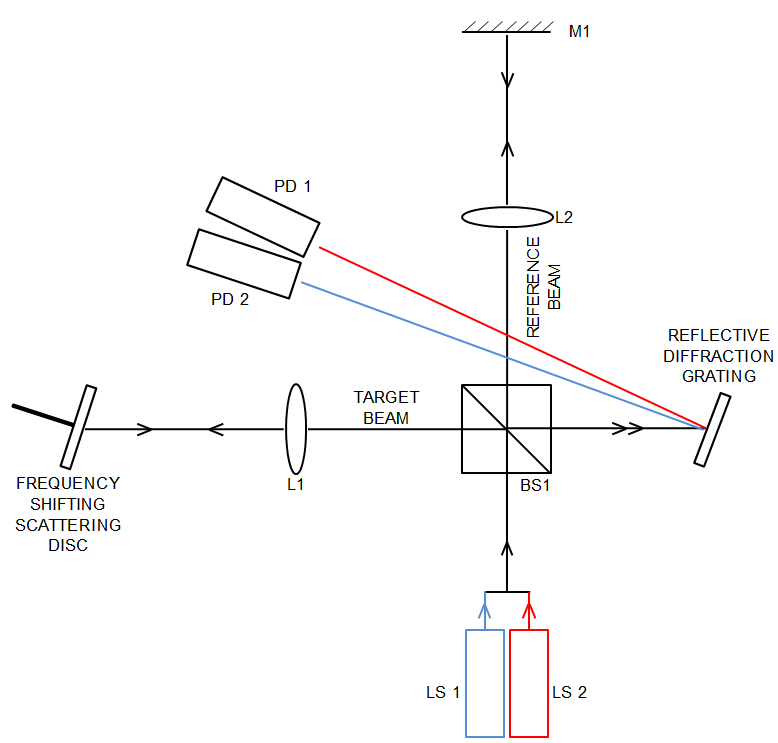 M1
PD 1
L2
PD 2
REFERENCE
BEAM
REFLECTIVE
DIFFRACTION
GRATING
TARGET
BEAM
L1
BS1
FREQUENCY
SHIFTING
SCATTERING
DISC
LS 1
LS 2